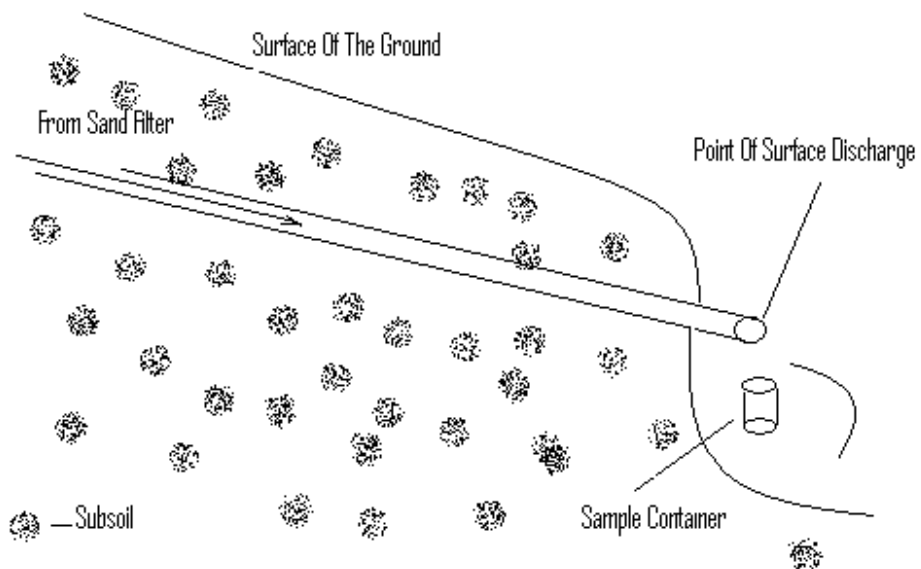 Surface Of The Ground
From Sand Filter
Point Of Surface Discharge
Subsoil
Sample Container